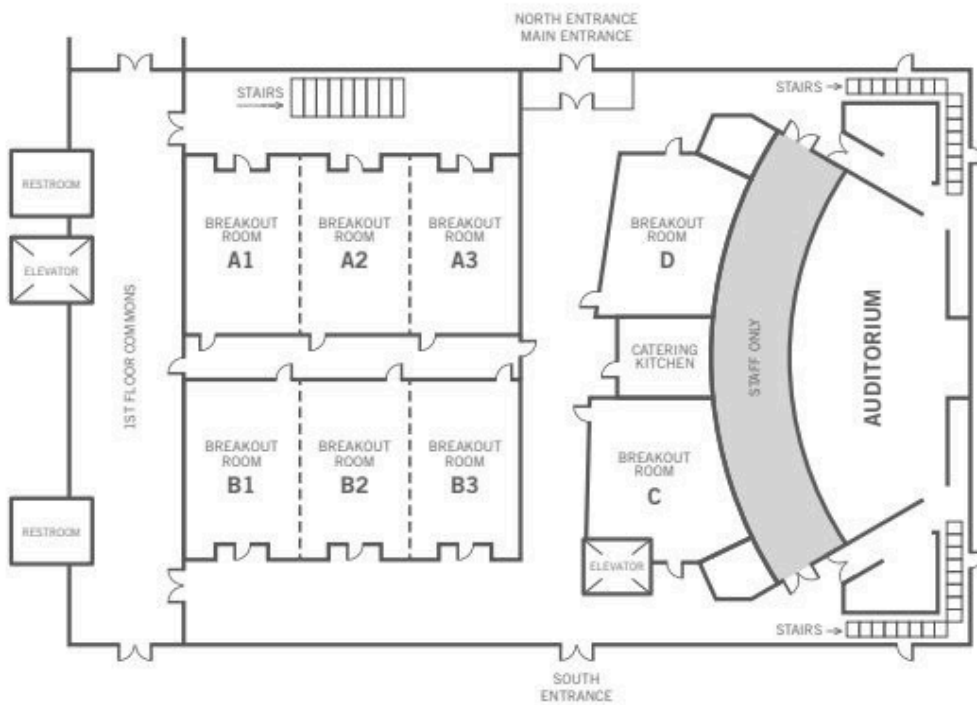 NORTH ENTRANCE
MAIN ENTRANCE
STAIRS
STAIRS
RESTROOM
ELEVATOR
1ST FLOOR COMMONS
BREAKOUT
ROOM
A1
BREAKOUT
ROOM
A2
BREAKOUT
ROOM
A3
BREAKOUT
ROOM
D
CATERING
KITCHEN
STAFF ONLY
AUDITORIUM
BREAKOUT
ROOM
B1
BREAKOUT
ROOM
B2
BREAKOUT
ROOM
B3
BREAKOUT
ROOM
C
RESTROOM
ELEVATOR
STAIRS
SOUTH
ENTRANCE